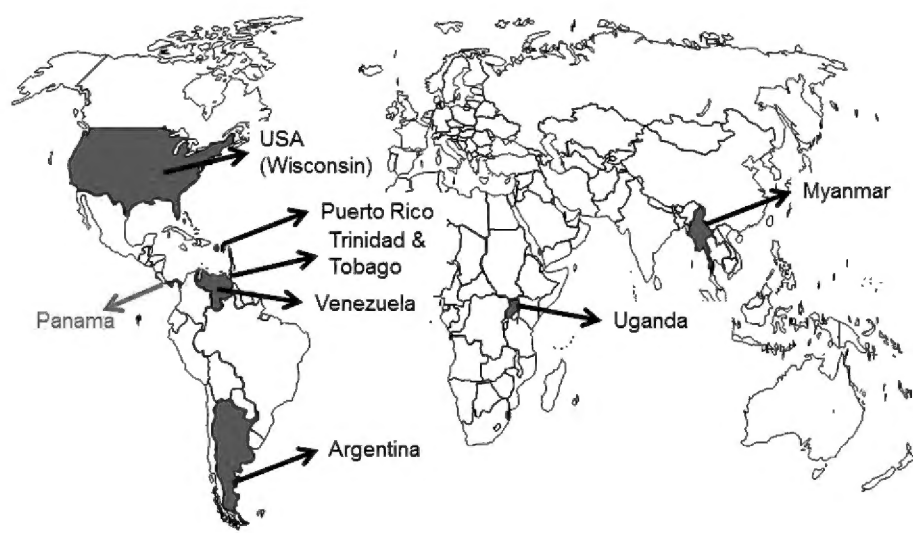 USA
(Wisconsin)
Puerto Rico
Trinidad &
Tobago
Venezuela
Panama
Argentina
Uganda
Myanmar